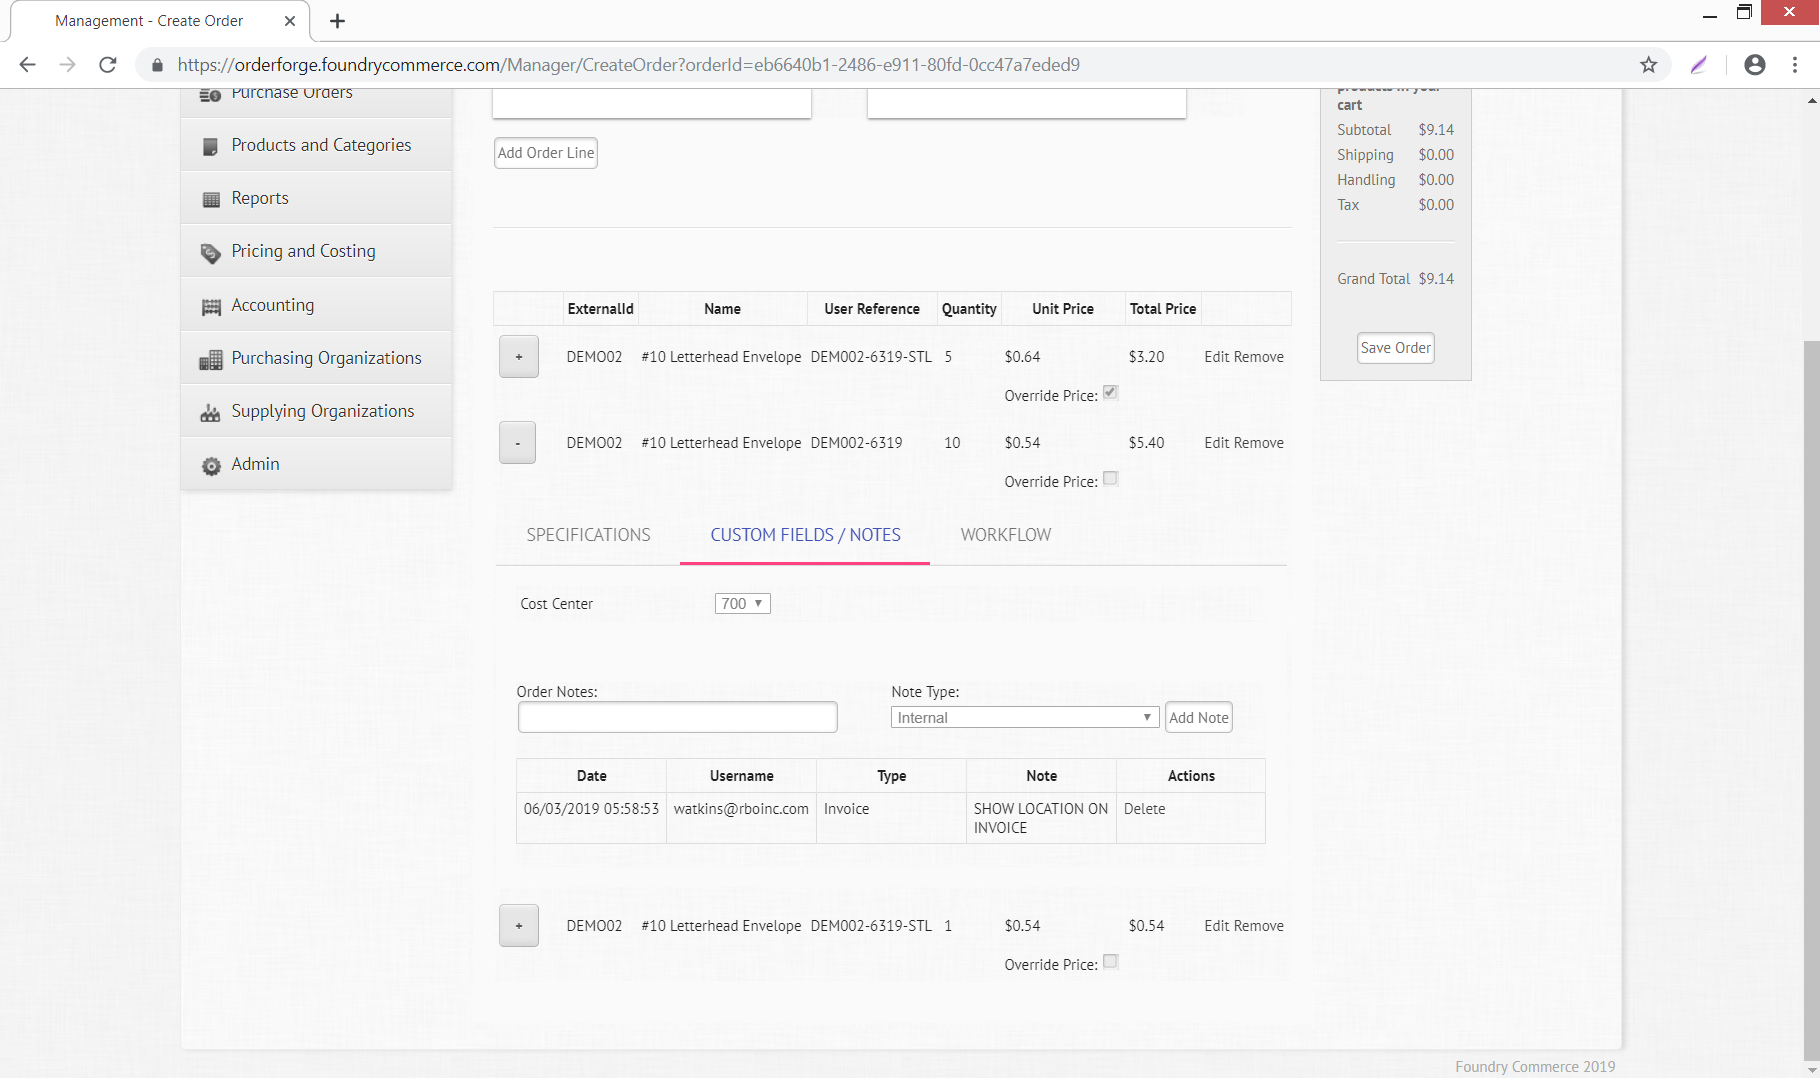 Management - Create Order
https://orderforge.foundrycommerce.com/Manager/CreateOrder?orderId=eb6640b1-2486-e911-80fd-0cc47a7eded9
Purchase Orders
Products and Categories
Reports
Pricing and Costing
Accounting
Purchasing Organizations
Supplying Organizations
Admin
Add Order Line
products in your
cart
Subtotal $9.14
Shipping $0.00
Handling $0.00
Tax $0.00
Grand Total $9.14
Save Order
ExternalId Name User Reference Quantity Unit Price Total Price
+ DEMO02 #10 Letterhead Envelope DEM002-6319-STL 5 $0.64 $3.20 Edit Remove
Override Price:
- DEMO02 #10 Letterhead Envelope DEM002-6319 10 $0.54 $5.40 Edit Remove
Override Price:
SPECIFICATIONS CUSTOM FIELDS / NOTES WORKFLOW
Cost Center 700
Order Notes: Note Type:
Internal Add Note
Date Username Type Note Actions
06/03/2019 05:58:53 watkins@rboinc.com Invoice SHOW LOCATION ON Delete
INVOICE
+ DEMO02 #10 Letterhead Envelope DEM002-6319-STL 1 $0.54 $0.54 Edit Remove
Override Price:
Foundry Commerce 2019